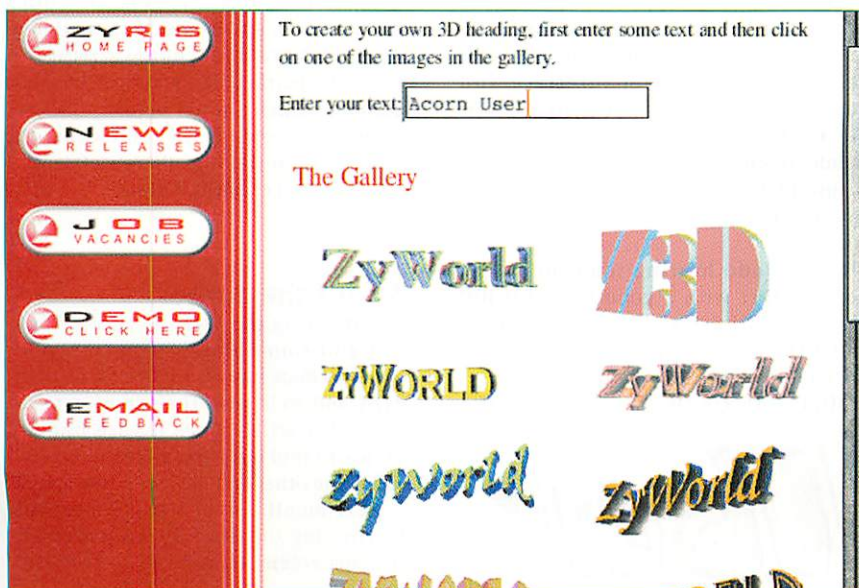 ZYRIS
HOME PAGE
NEWS
RELEASES
JOB
VACANCIES
DEMO
CLICK HERE
EMAIL
FEEDBACK
To create your own 3D heading, first enter some text and then click
on one of the images in the gallery.
Enter your text: Acorn User
The Gallery
ZyWorld
Z3D
ZYWORLD
ZyWorld
ZyWorld
ZyWorld